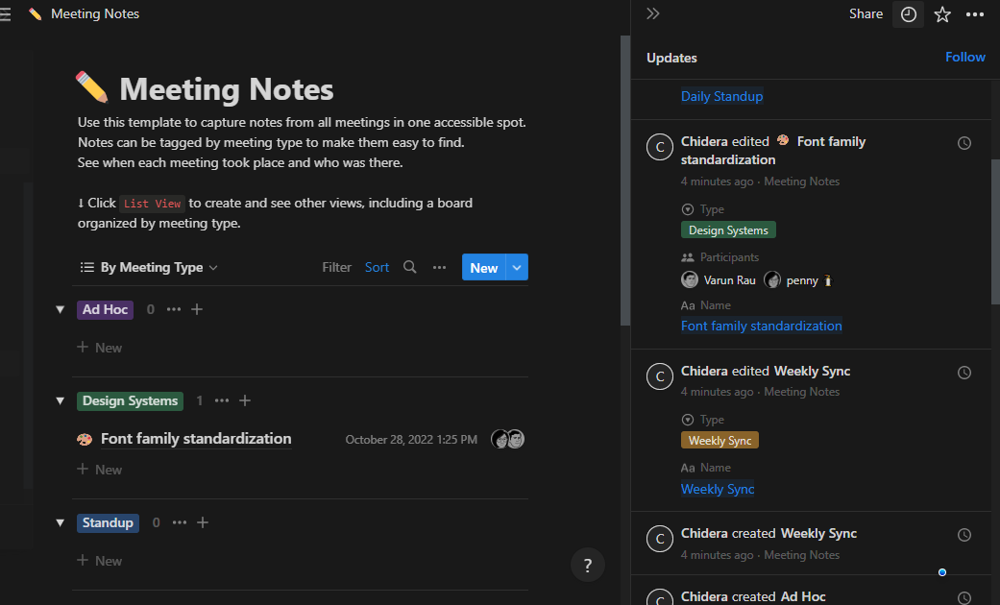 Meeting Notes
Share
Meeting Notes
Use this template to capture notes from all meetings in one accessible spot.
Notes can be tagged by meeting type to make them easy to find.
See when each meeting took place and who was there.
↓ Click List View to create and see other views, including a board
organized by meeting type.
By Meeting Type
Filter Sort New
Ad Hoc 0
New
Design Systems 1
Font family standardization October 28, 2022 1:25 PM
New
Standup 0
New
?
Updates Follow
Daily Standup
C
Chidera edited Font family
standardization
4 minutes ago · Meeting Notes
Type
Design Systems
Participants
Varun Rau penny
Aa Name
Font family standardization
C
Chidera edited Weekly Sync
4 minutes ago · Meeting Notes
Type
Weekly Sync
Aa Name
Weekly Sync
C
Chidera created Weekly Sync
4 minutes ago · Meeting Notes
C
Chidera created Ad Hoc